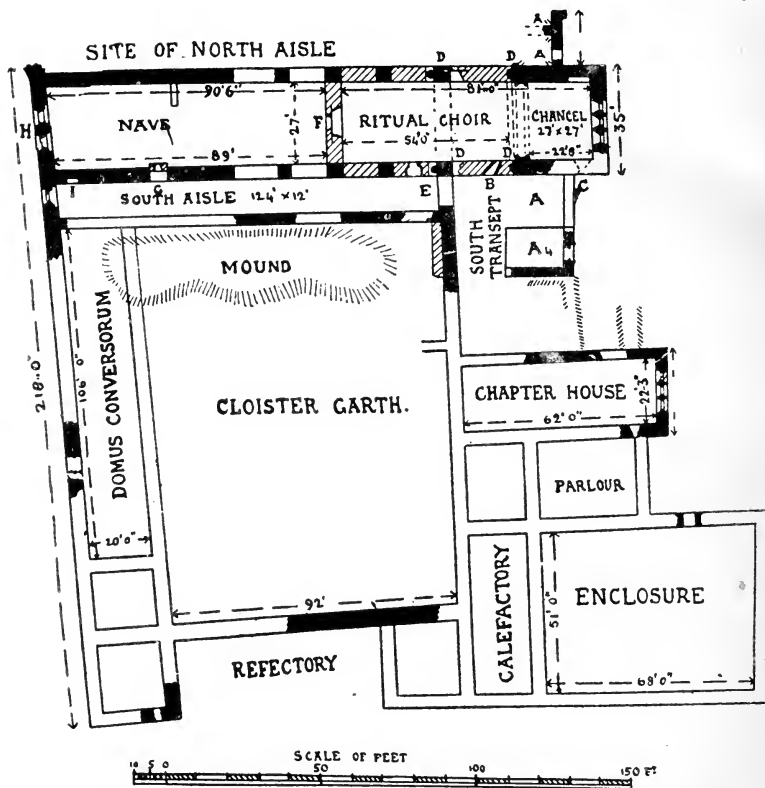 SITE OF NORTH AISLE
D D
A
A
90'6"
81'0"
H
NAVE
27'
F
RITUAL CHOIR
CHANCEL
27' x 27'
35'
54'0"
22'8"
89'
D D
I
G
SOUTH AISLE 124' x 12'
E
B
C
SOUTH TRANSEPT
A
A4
MOUND
218·0"
106' 0"
DOMUS CONVERSORUM
CLOISTER GARTH.
CHAPTER HOUSE
22·3"
62'0"
PARLOUR
20'0"
CALEFACTORY
51'0"
ENCLOSURE
92'
68'0"
REFECTORY
SCALE OF FEET
10 5 0 50 100 150 FT